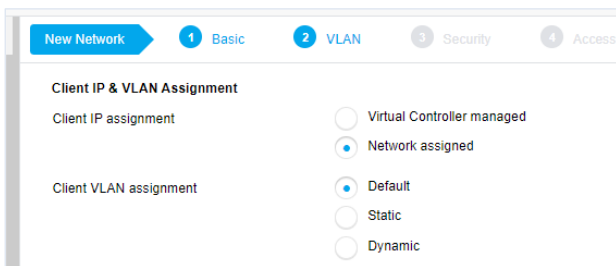 New Network 1 Basic 2 VLAN 3 Security 4 Access
Client IP & VLAN Assignment
Client IP assignment Virtual Controller managed
Network assigned
Client VLAN assignment Default
Static
Dynamic